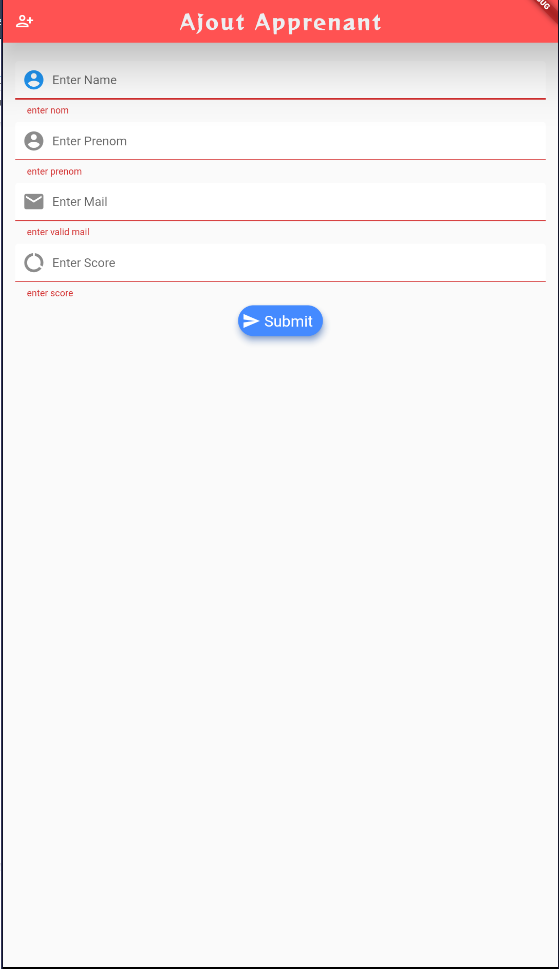 Ajout Apprenant
Enter Name
enter nom
Enter Prenom
enter prenom
Enter Mail
enter valid mail
Enter Score
enter score
Submit